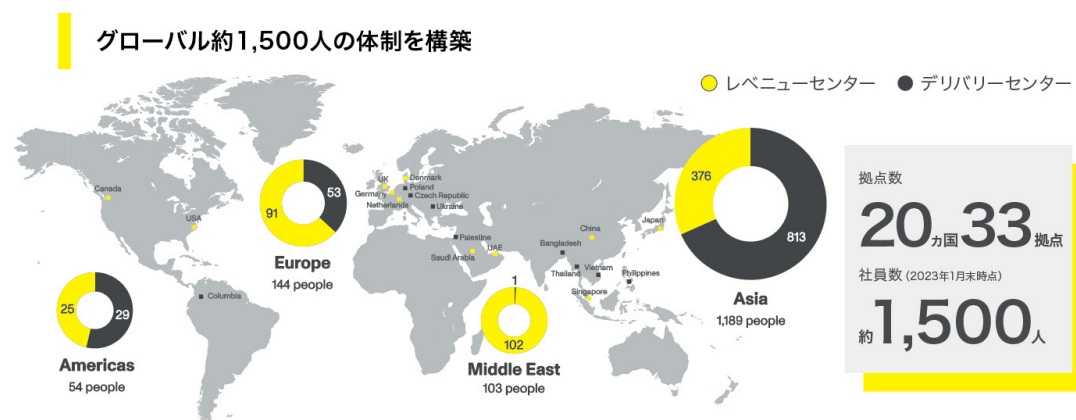 グローバル約1,500人の体制を構築
レベニューセンター デリバリーセンター
Canada
USA
Columbia
25
29
Americas
54 people
91
53
Europe
144 people
UK
Denmark
Poland
Germany
Czech Republic
Netherlands
Ukraine
Palestine
Saudi Arabia
UAE
1
102
Middle East
103 people
China
Japan
Bangladesh
Thailand
Vietnam
Philippines
Singapore
376
813
Asia
1,189 people
拠点数
20ヵ国33拠点
社員数 (2023年1月末時点)
約1,500人